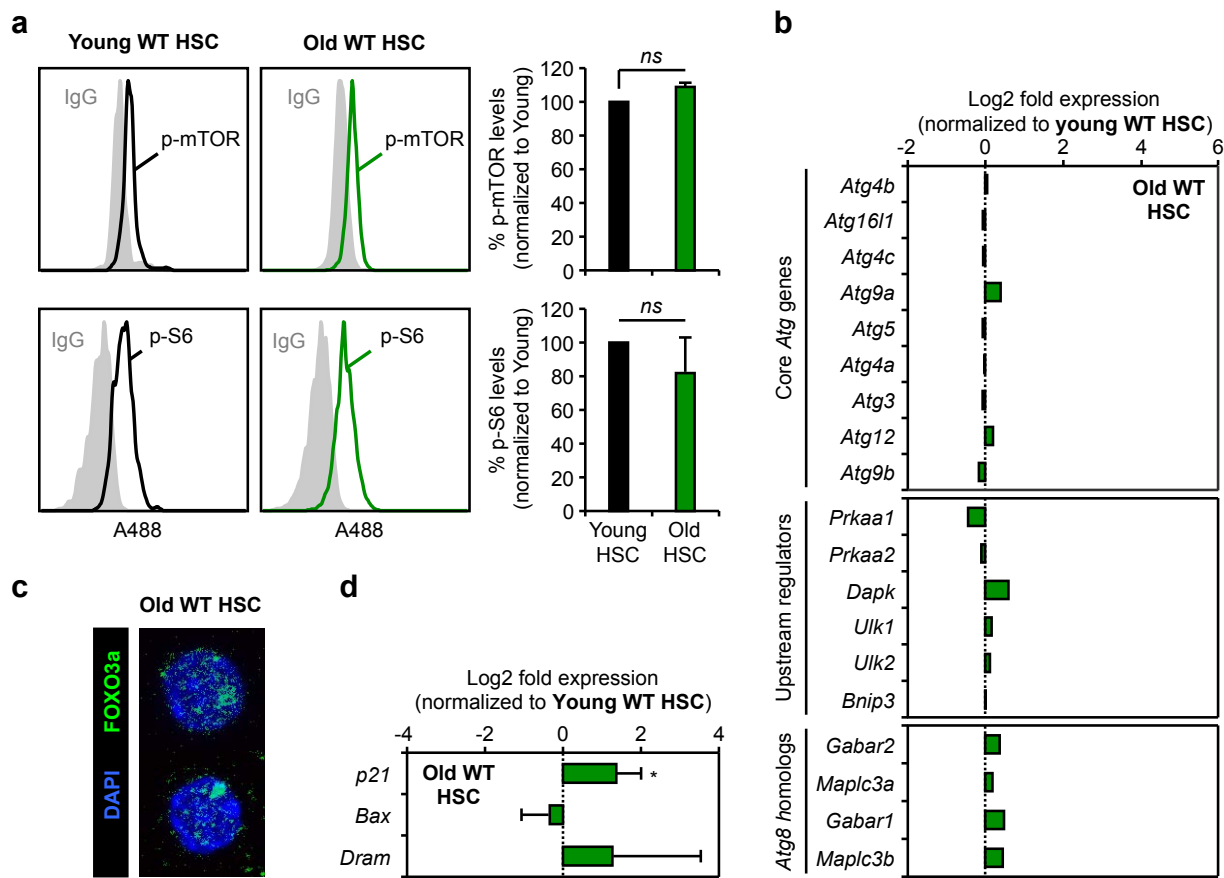 a
Young WT HSC
Old WT HSC
IgG
p-mTOR
IgG
p-mTOR
% p-mTOR levels
(normalized to Young)
120
100
80
60
40
20
0
ns
IgG
p-S6
A488
IgG
p-S6
A488
% p-S6 levels
(normalized to Young)
120
100
80
60
40
20
0
ns
Young
HSC
Old
HSC
b
Log2 fold expression
(normalized to young WT HSC)
-2 0 2 4 6
Old WT
HSC
Core Atg genes
Atg4b
Atg16l1
Atg4c
Atg9a
Atg5
Atg4a
Atg3
Atg12
Atg9b
Upstream regulators
Prkaa1
Prkaa2
Dapk
Ulk1
Ulk2
Bnip3
Atg8 homologs
Gabar2
Maplc3a
Gabar1
Maplc3b
c
Old WT HSC
DAPI FOXO3a
d
Log2 fold expression
(normalized to Young WT HSC)
-4 -2 0 2 4
Old WT
HSC
p21
*
Bax
Dram